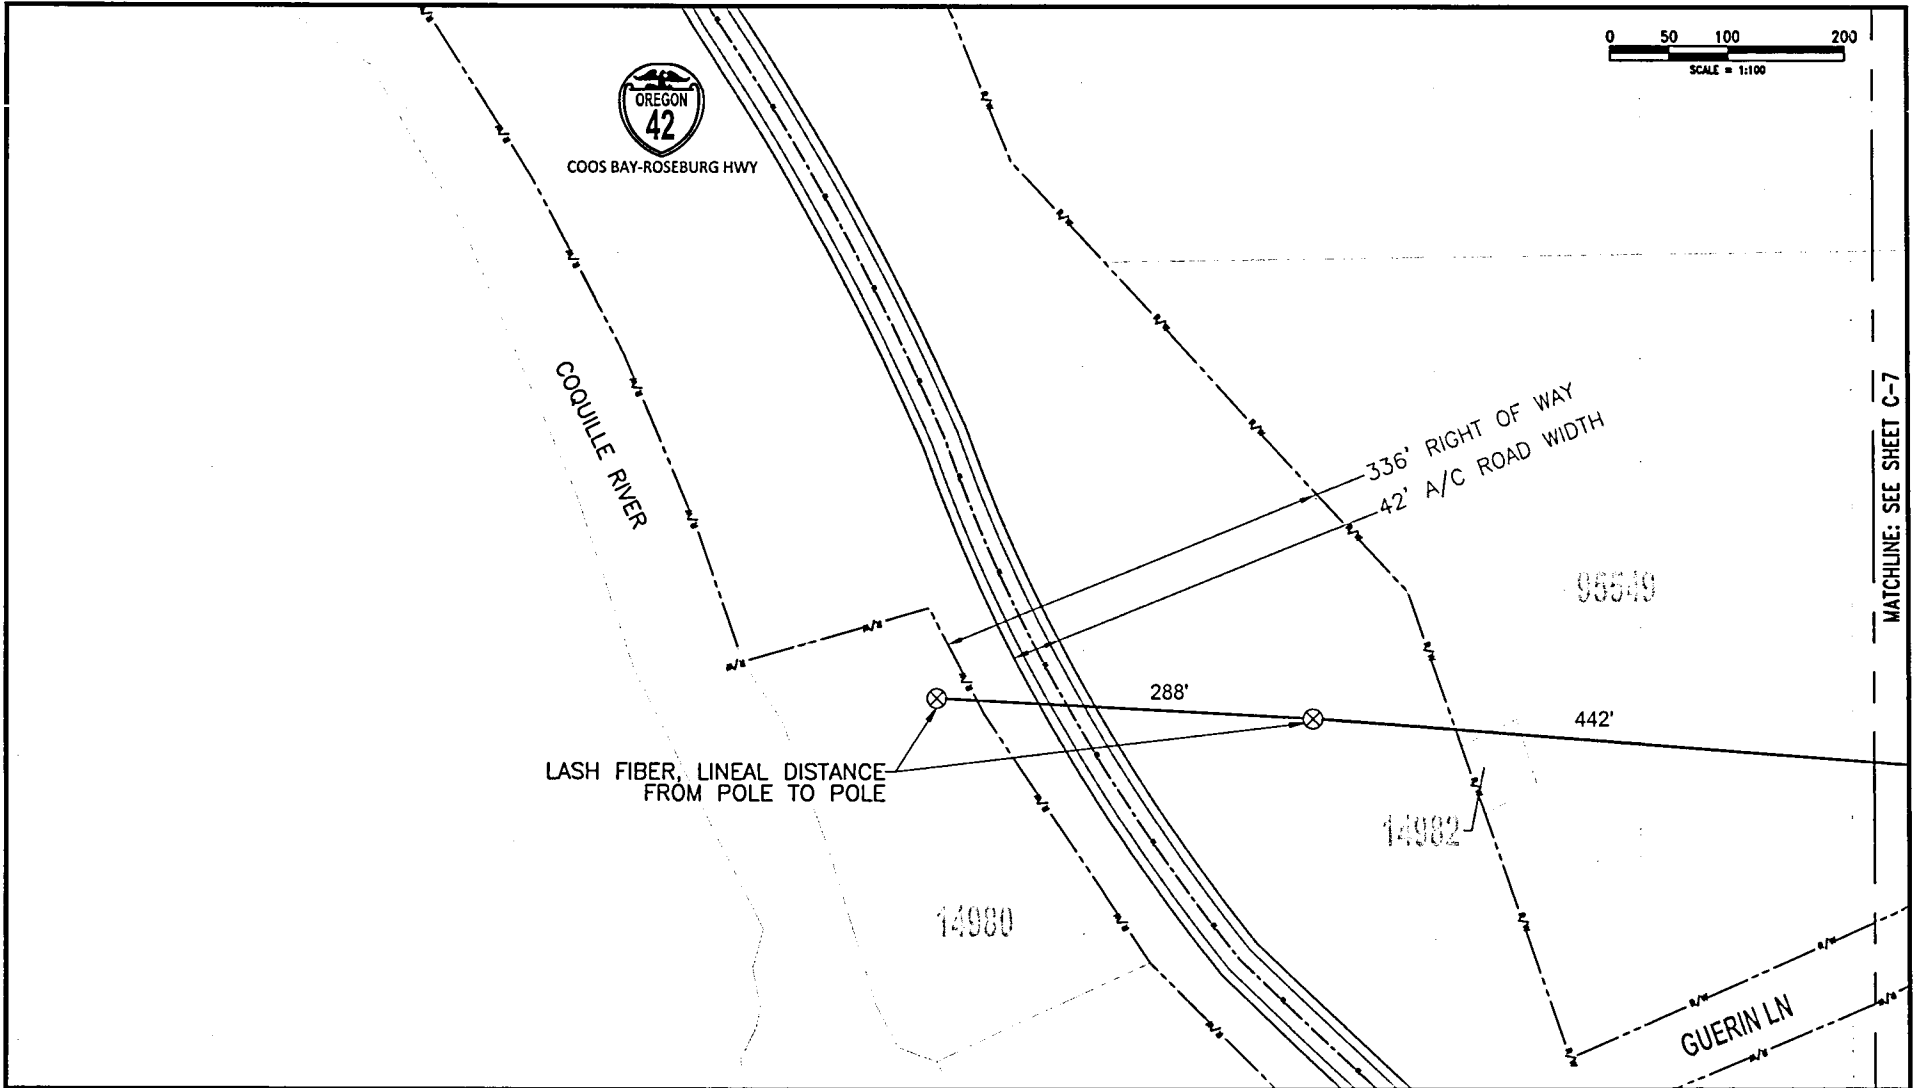 0 50 100 200
SCALE = 1:100
OREGON
42
COOS BAY-ROSEBURG HWY
COQUILLE RIVER
336' RIGHT OF WAY
42' A/C ROAD WIDTH
MATCHLINE: SEE SHEET C-7
95549
288'
442'
LASH FIBER, LINEAL DISTANCE
FROM POLE TO POLE
14982
14980
GUERIN LN